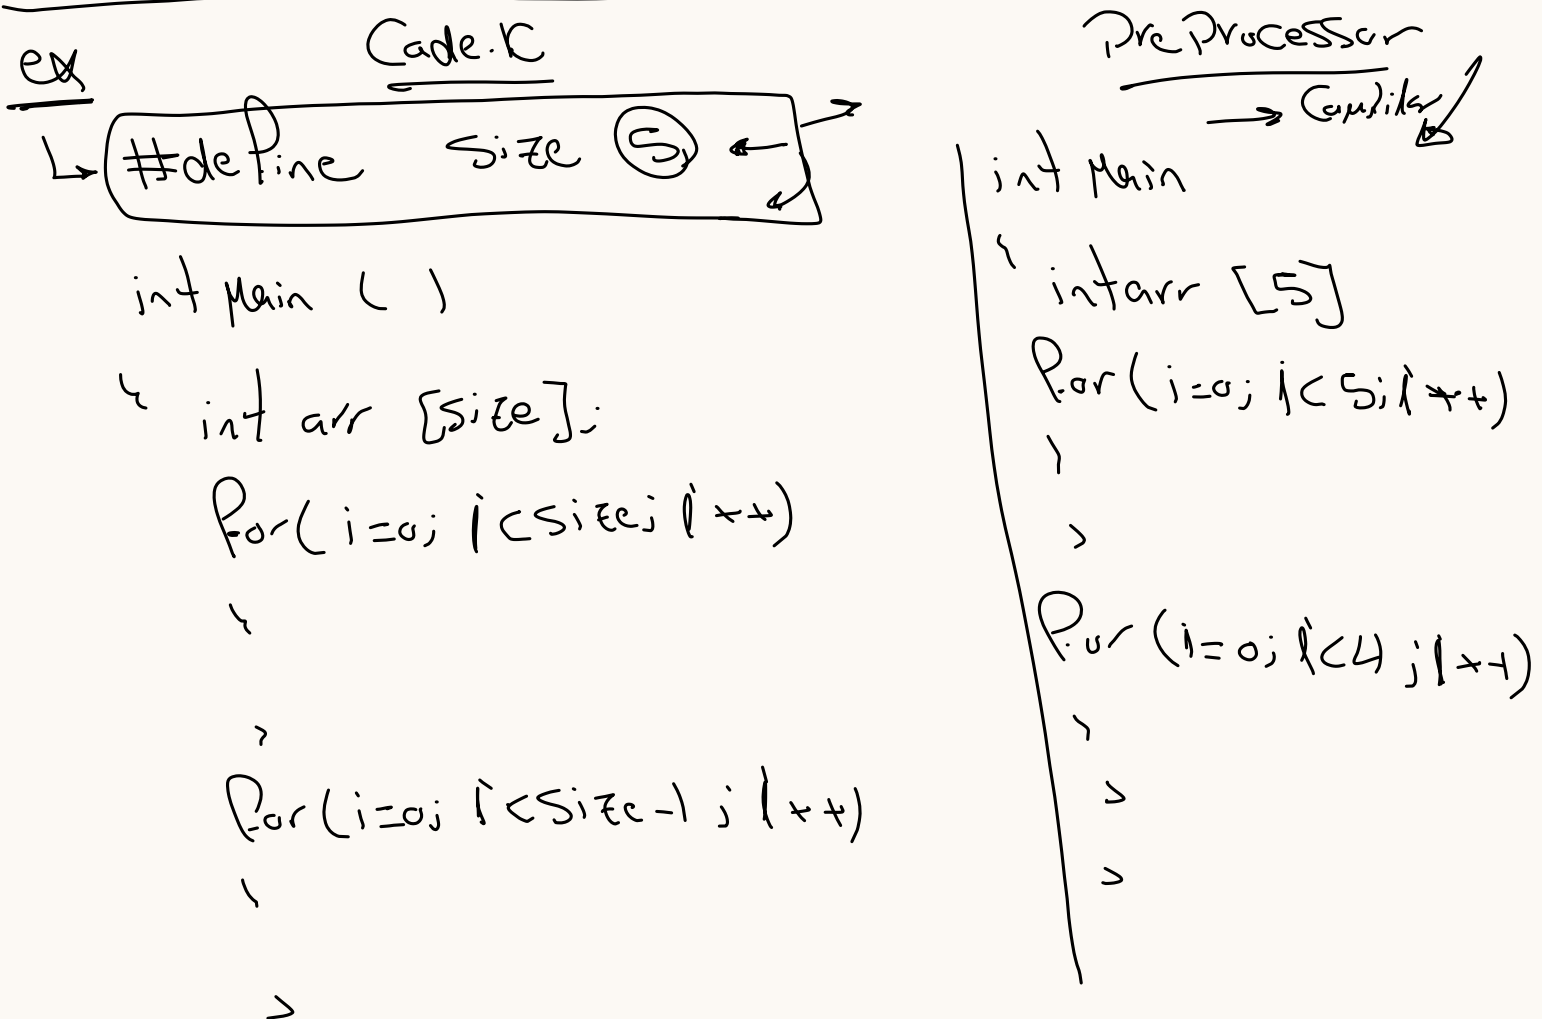 ex
Code.C
#define size 5
int Main ( )
{ int arr [size];
for( i=0; i<size; i++)
{
}
for( i=0; i<size-1 ; i++)
{
}
PreProcessor
→ Compiler
int Main
{ int arr [5]
for( i=0; i<5; i++)
{
}
for (i=0; i<4 ; i++)
{
}
}